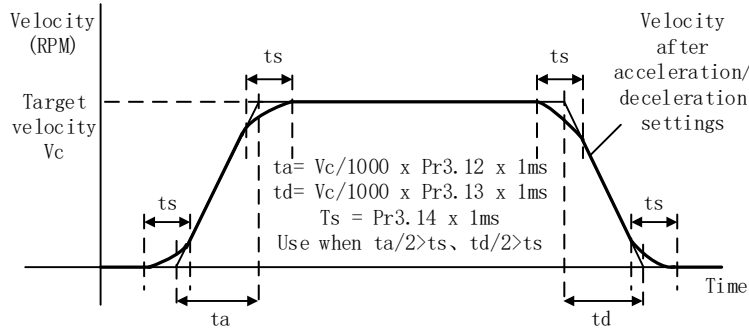 Velocity
(RPM)
ts
ts
Velocity
after
acceleration/
deceleration
settings
Target
velocity
Vc
ta= Vc/1000 x Pr3.12 x 1ms
td= Vc/1000 x Pr3.13 x 1ms
Ts = Pr3.14 x 1ms
Use when ta/2>ts、td/2>ts
ts
ts
Time
ta
td